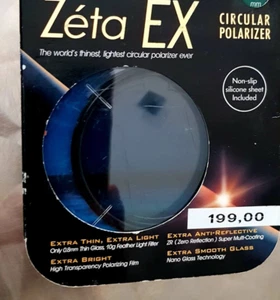 mm
Zéta EX
CIRCULAR
POLARIZER
The world's thinest, lightest circular polarizer ever
Non-slip
silicone sheet
Included
199,00
EXTRA THIN, EXTRA LIGHT
Only 0.8mm Thin Glass, 10g Feather Light Filter
EXTRA BRIGHT
High Transparency Polarizing Film
EXTRA ANTI-REFLECTIVE
ZR (Zero Reflection) Super Multi-Coating
EXTRA SMOOTH GLASS
Nano Glass Technology